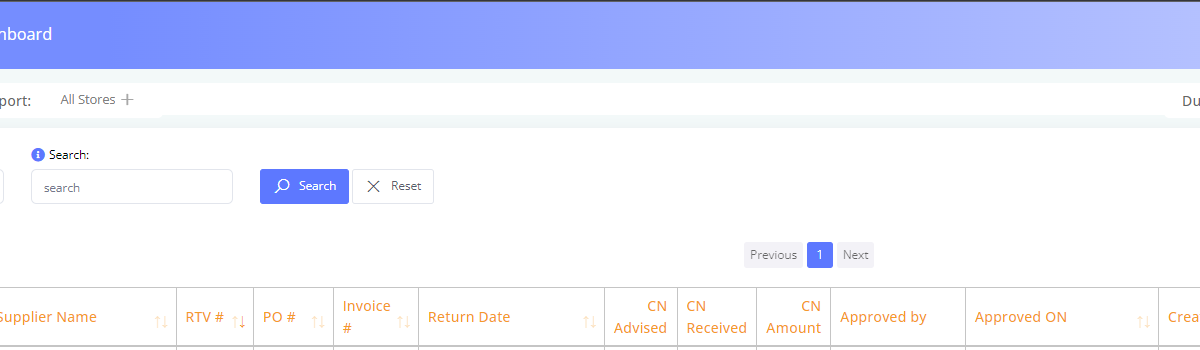 nboard
port: All Stores Du
Search:
search Search Reset
Previous 1 Next
Supplier Name RTV # PO # Invoice # Return Date CN Advised CN Received CN Amount Approved by Approved ON Crea